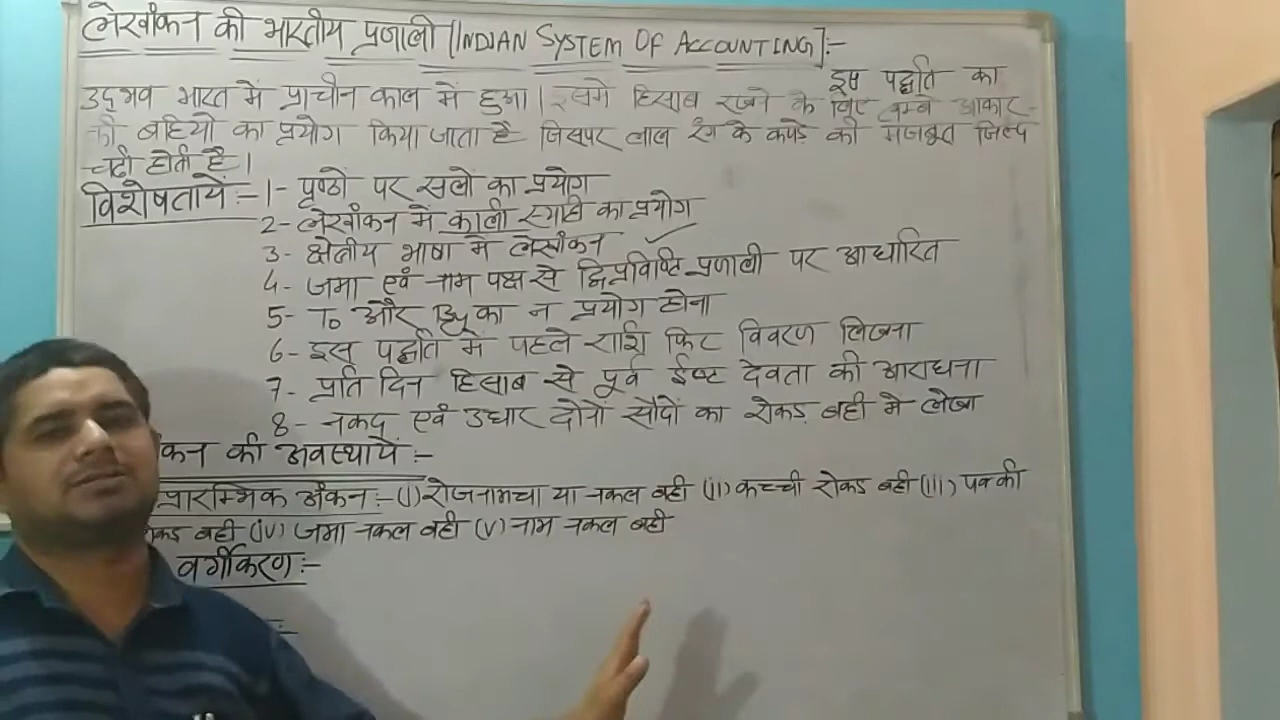 लेखांकन की भारतीय प्रणाली [INDIAN SYSTEM OF ACCOUNTING]:-
इस पद्धति का
उद्भव भारत में प्राचीन काल में हुआ। इसमें हिसाब रखने के लिए लम्बे आकार
की बहियों का प्रयोग किया जाता है जिसपर लाल रंग के कपड़े की मजबूत जिल्द
चढ़ी होती है।
विशेषतायें:- 1- पृष्ठों पर सलों का प्रयोग
2- लेखांकन में काली स्याही का प्रयोग
3- क्षेत्रीय भाषा में लेखांकन ✓
4- जमा एवं नाम पक्ष से द्विप्रविष्टि प्रणाली पर आधारित
5- To और By का न प्रयोग होना
6- इस पद्धति में पहले राशि फिर विवरण लिखना
7- प्रति दिन हिसाब से पूर्व ईष्ट देवता की आराधना
8- नकद एवं उधार दोनों सौदों का रोकड़ बही में लेखा
कन की अवस्थायें:-
प्रारम्भिक अंकन:- (I) रोजनामचा या नकल बही (II) कच्ची रोकड़ बही (III) पक्की
कड़ बही (IV) जमा नकल बही (V) नाम नकल बही
वर्गीकरण:-